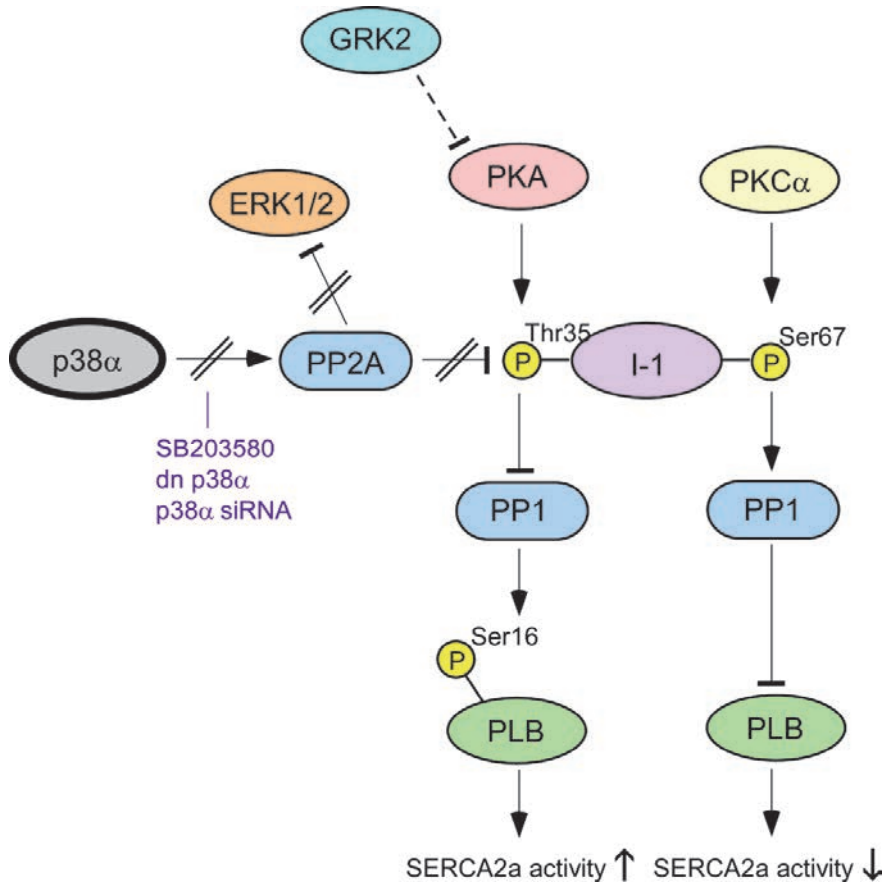 GRK2
PKA
PKCα
ERK1/2
p38α
PP2A
Thr35
P
I-1
P
Ser67
SB203580
dn p38α
p38α siRNA
PP1
PP1
Ser16
P
PLB
PLB
SERCA2a activity ↑
SERCA2a activity ↓